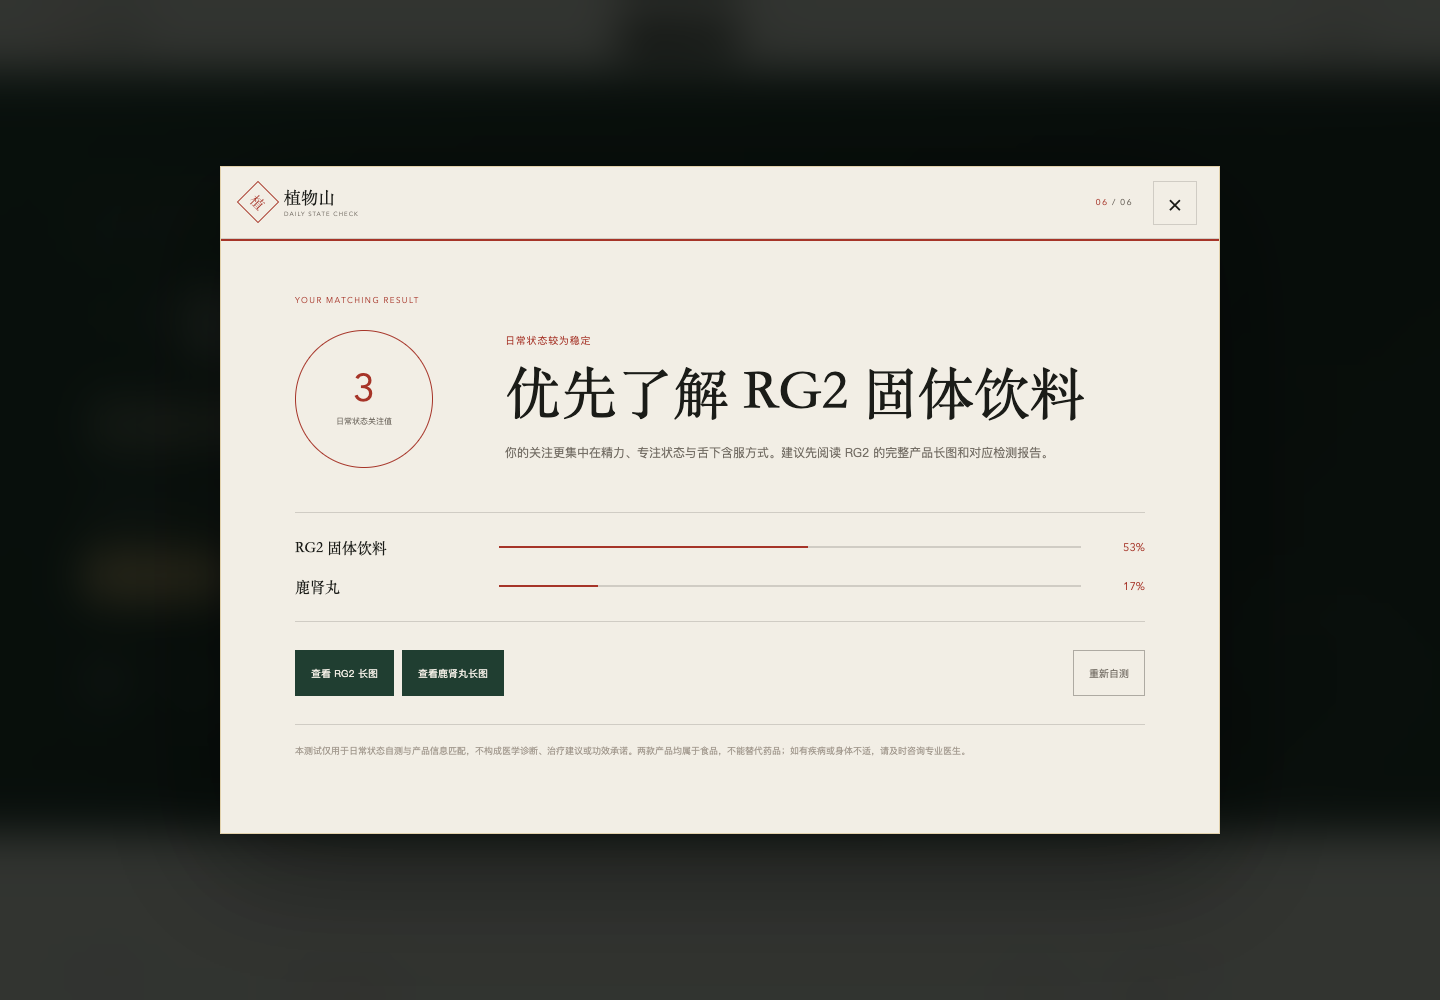 植
植物山
DAILY STATE CHECK
06 / 06
×
YOUR MATCHING RESULT
3
日常状态关注值
日常状态较为稳定
优先了解 RG2 固体饮料
你的关注更集中在精力、专注状态与舌下含服方式。建议先阅读 RG2 的完整产品长图和对应检测报告。
RG2 固体饮料
53%
鹿肾丸
17%
查看 RG2 长图
查看鹿肾丸长图
重新自测
本测试仅用于日常状态自测与产品信息匹配，不构成医学诊断、治疗建议或功效承诺。两款产品均属于食品，不能替代药品；如有疾病或身体不适，请及时咨询专业医生。